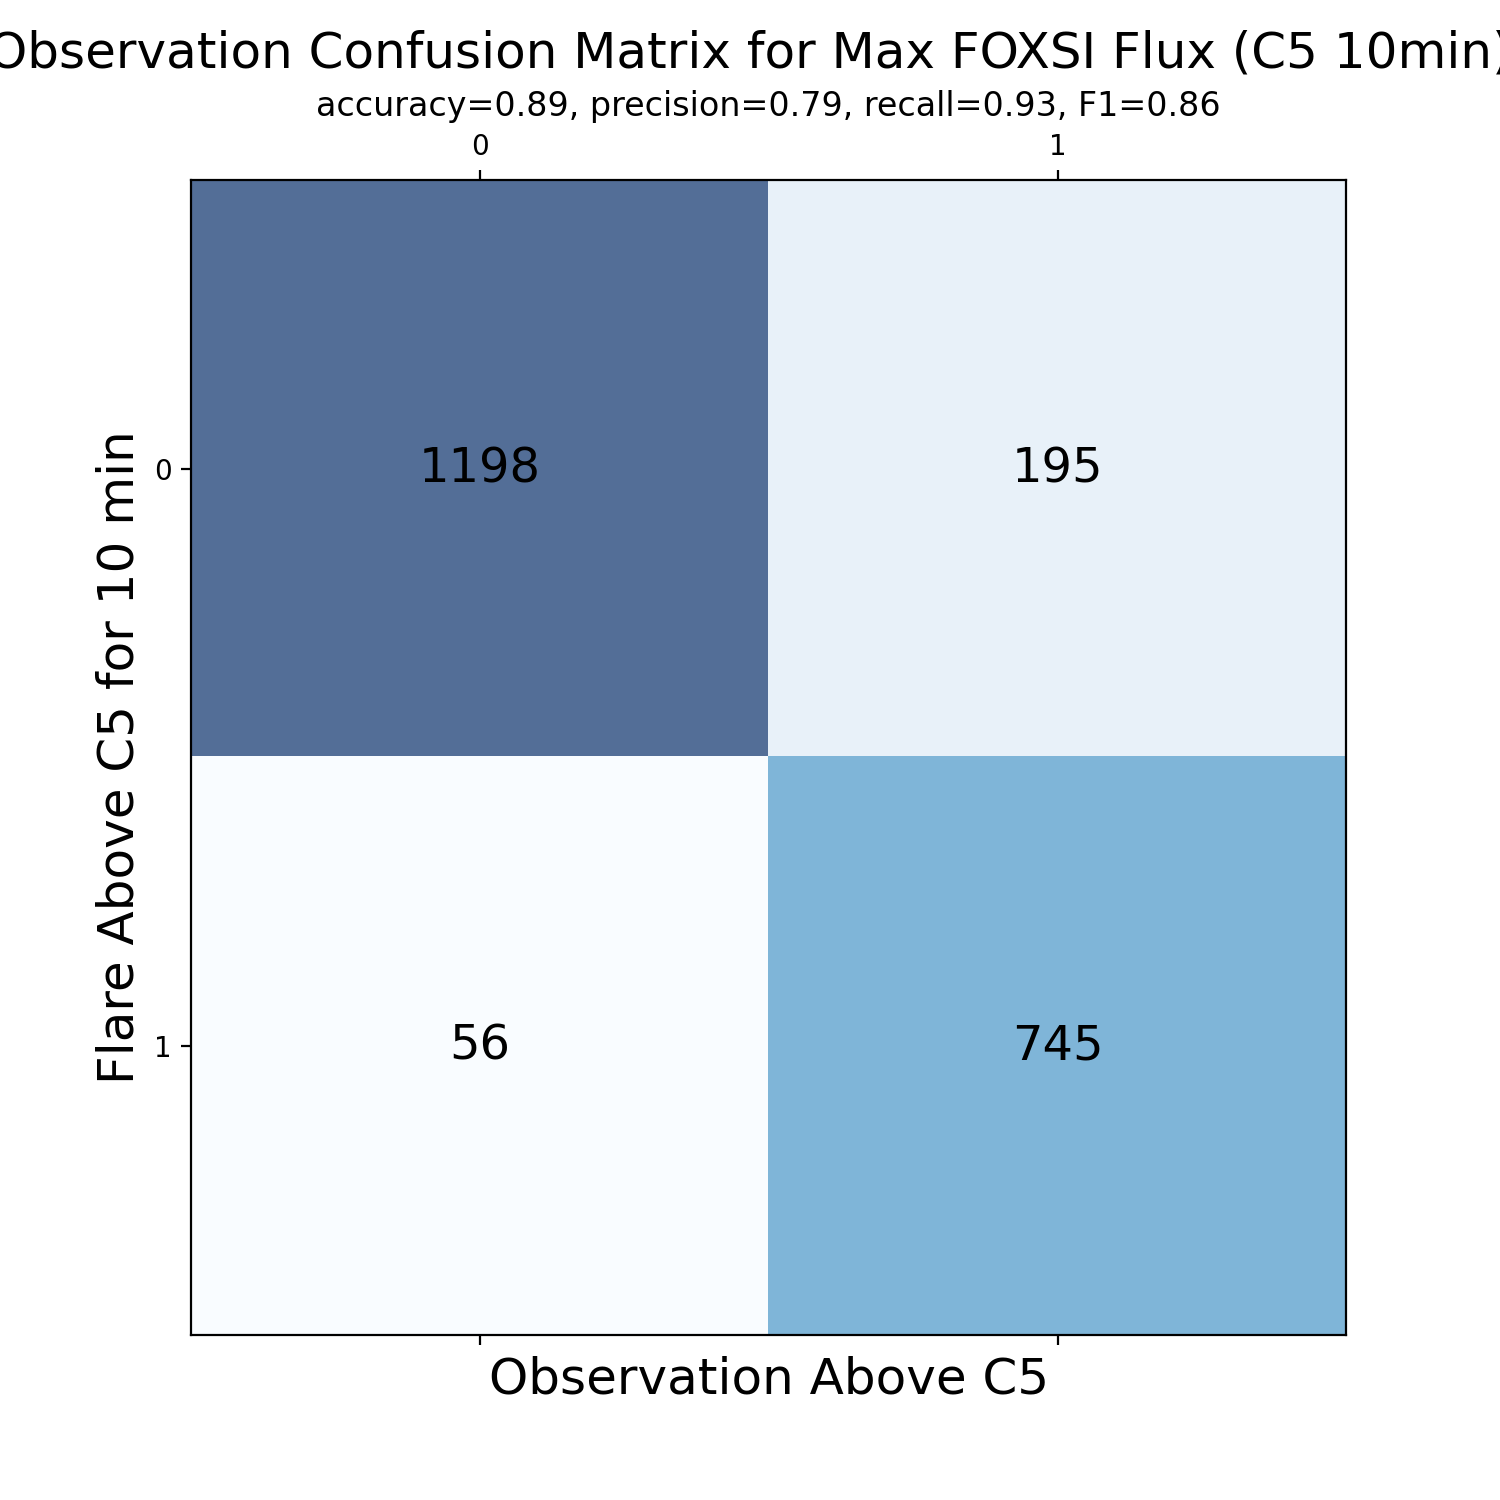 Observation Confusion Matrix for Max FOXSI Flux (C5 10min)
accuracy=0.89, precision=0.79, recall=0.93, F1=0.86
0 1
Flare Above C5 for 10 min
0
1198 195
1
56 745
Observation Above C5